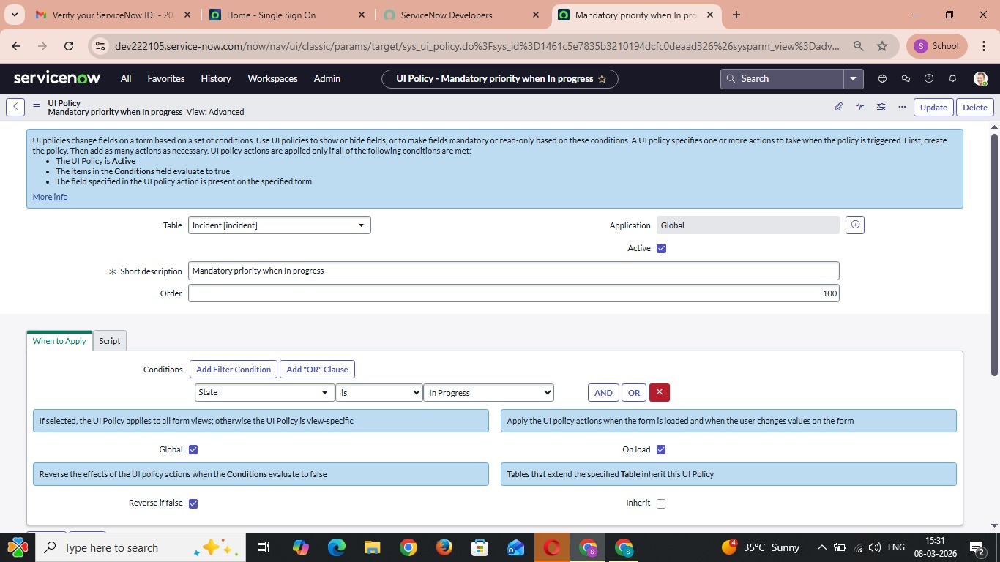 Verify your ServiceNow ID! - 20
Home - Single Sign On
ServiceNow Developers
Mandatory priority when In pro
dev222105.service-now.com/now/nav/ui/classic/params/target/sys_ui_policy.do%3Fsys_id%3D1461c5e7835b3210194dcfc0deaad326%26sysparm_view%3Dadv...
S School
servicenow All Favorites History Workspaces Admin
UI Policy - Mandatory priority when In progress
Search
UI Policy
Mandatory priority when In progress View: Advanced
Update Delete
UI policies change fields on a form based on a set of conditions. Use UI policies to show or hide fields, or to make fields mandatory or read-only based on these conditions. A UI policy specifies one or more actions to take when the policy is triggered. First, create
the policy. Then add as many actions as necessary. UI policy actions are applied only if all of the following conditions are met:
• The UI Policy is Active
• The items in the Conditions field evaluate to true
• The field specified in the UI policy action is present on the specified form
More info
Table Incident [incident]
Application Global
Active
Short description Mandatory priority when In progress
Order 100
When to Apply Script
Conditions Add Filter Condition Add "OR" Clause
State is In Progress AND OR
If selected, the UI Policy applies to all form views; otherwise the UI Policy is view-specific
Apply the UI policy actions when the form is loaded and when the user changes values on the form
Global On load
Reverse the effects of the UI policy actions when the Conditions evaluate to false
Tables that extend the specified Table inherit this UI Policy
Reverse if false Inherit
Type here to search
4 35°C Sunny ENG
15:31
08-03-2026
2